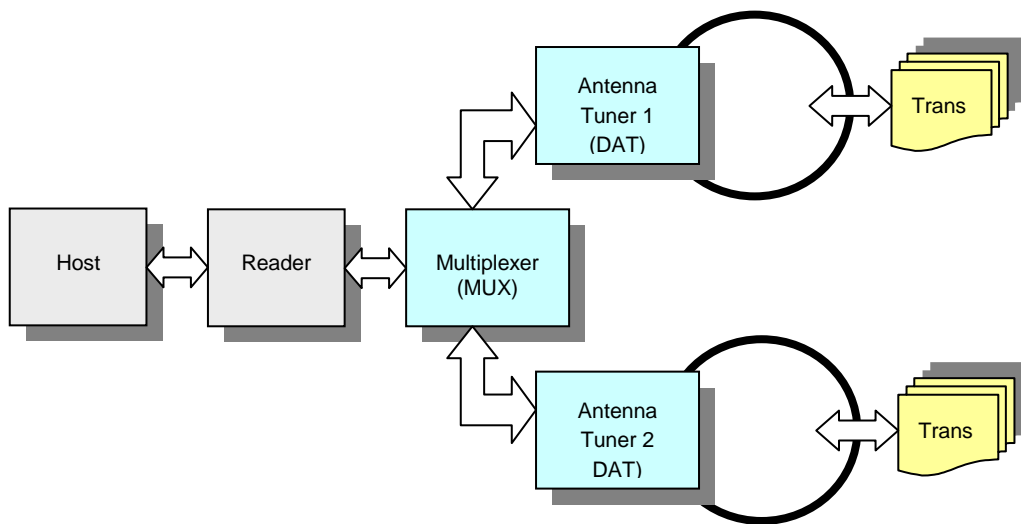 Antenna
Tuner 1
(DAT)
Trans
Host
Reader
Multiplexer
(MUX)
Antenna
Tuner 2
DAT)
Trans